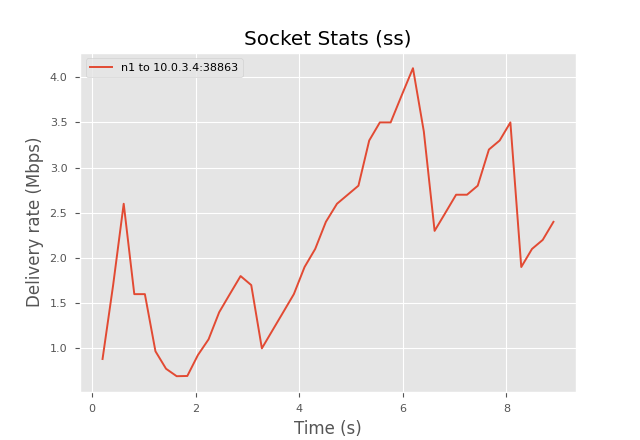 Socket Stats (ss)
n1 to 10.0.3.4:38863
Delivery rate (Mbps)
4.0
3.5
3.0
2.5
2.0
1.5
1.0
0 2 4 6 8
Time (s)